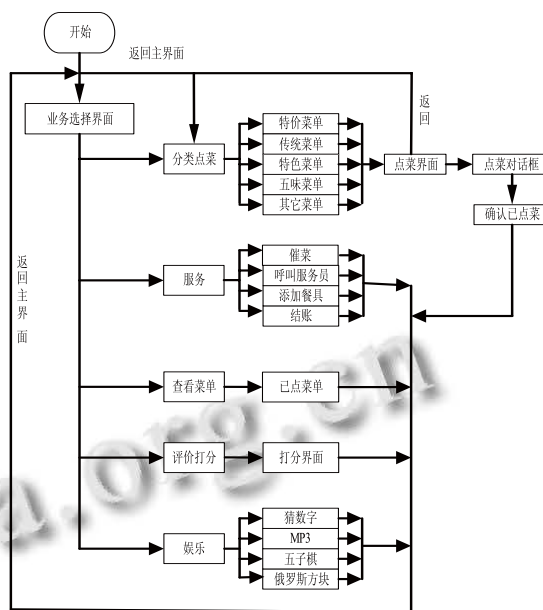 开始
返回主界面
业务选择界面
返回
分类点菜
特价菜单
传统菜单
特色菜单
五味菜单
其它菜单
点菜界面
点菜对话框
确认已点菜
返回主界面
服务
催菜
呼叫服务员
添加餐具
结账
查看菜单
已点菜单
评价打分
打分界面
娱乐
猜数字
MP3
五子棋
俄罗斯方块
a.org.cn